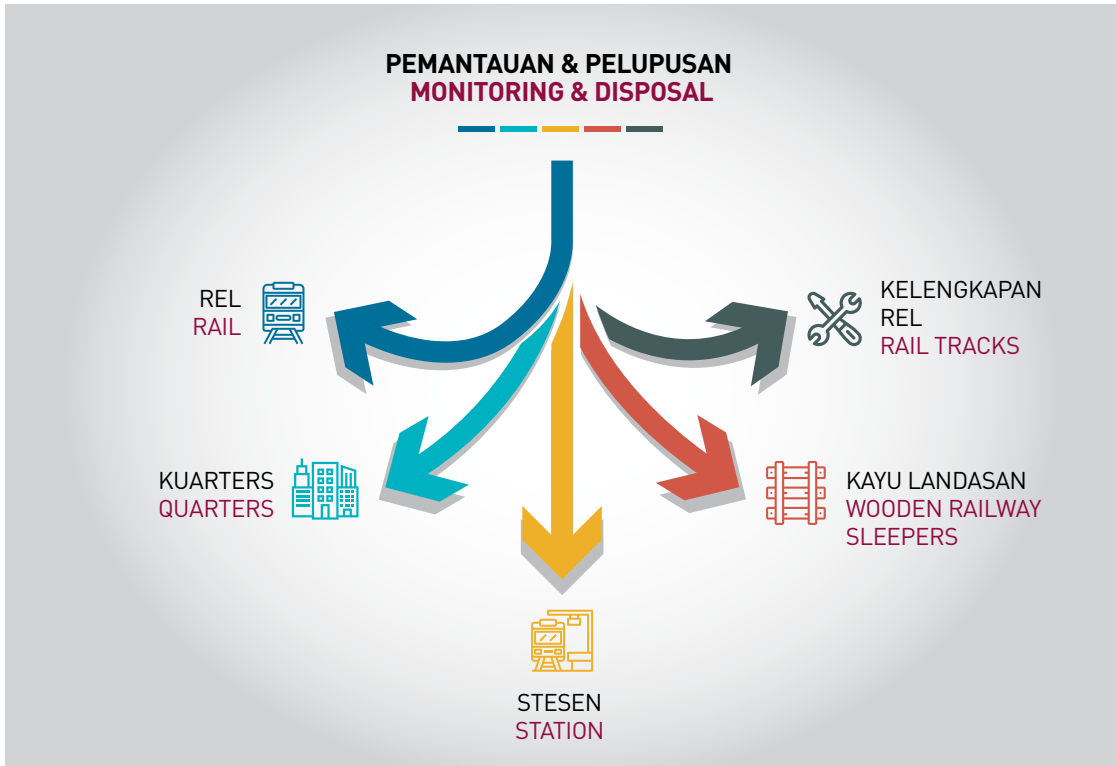 PEMANTAUAN & PELUPUSAN
MONITORING & DISPOSAL
REL
RAIL
KELENGKAPAN
REL
RAIL TRACKS
KUARTERS
QUARTERS
KAYU LANDASAN
WOODEN RAILWAY
SLEEPERS
STESEN
STATION